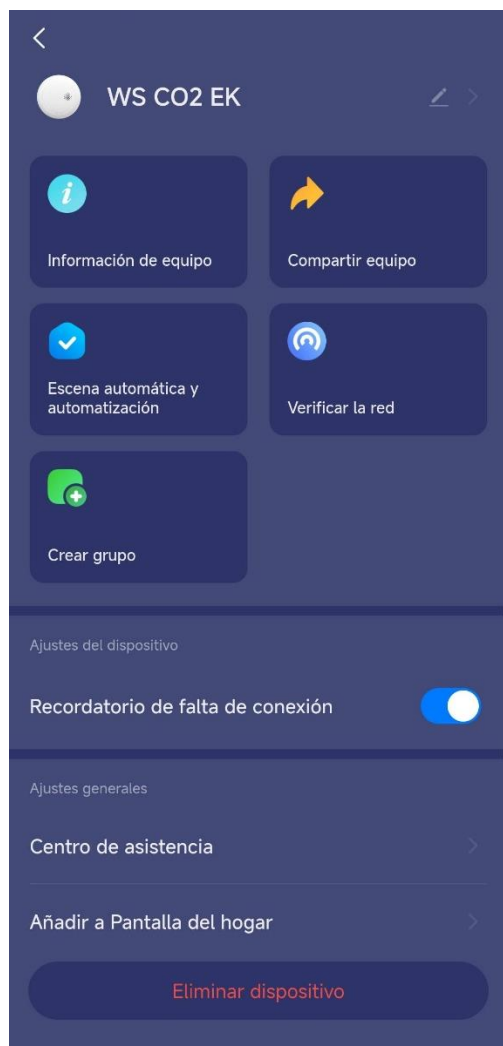 WS CO2 EK
Información de equipo
Compartir equipo
Escena automática y
automatización
Verificar la red
Crear grupo
Ajustes del dispositivo
Recordatorio de falta de conexión
Ajustes generales
Centro de asistencia
Añadir a Pantalla del hogar
Eliminar dispositivo